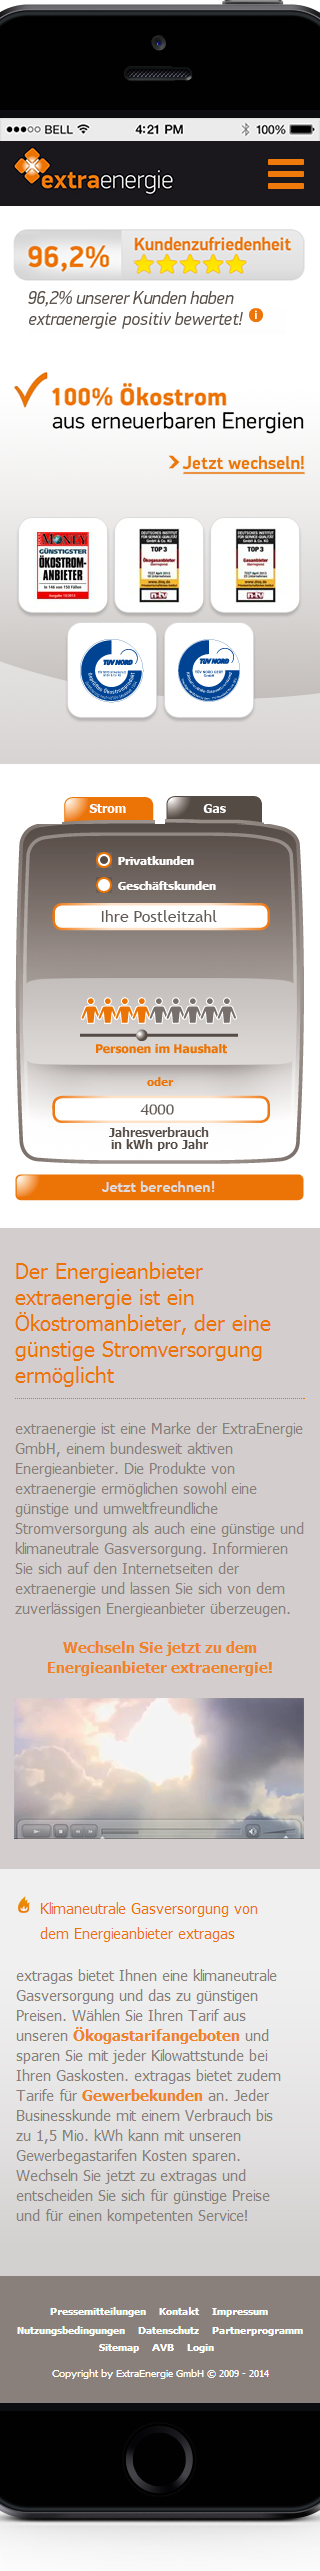 BELL
4:21 PM
100%
extraenergie
96,2%
Kundenzufriedenheit
96,2% unserer Kunden haben
extraenergie positiv bewertet!
100% Ökostrom
aus erneuerbaren Energien
> Jetzt wechseln!
MONEY
GÜNSTIGSTER
ÖKOSTROM-
ANBIETER
TOP 3
n-tv
TOP 3
n-tv
TÜV NORD
TÜV NORD
Strom
Gas
Privatkunden
Geschäftskunden
Ihre Postleitzahl
Personen im Haushalt
oder
4000
Jahresverbrauch
in kWh pro Jahr
Jetzt berechnen!
Der Energieanbieter
extraenergie ist ein
Ökostromanbieter, der eine
günstige Stromversorgung
ermöglicht
extraenergie ist eine Marke der ExtraEnergie
GmbH, einem bundesweit aktiven
Energieanbieter. Die Produkte von
extraenergie ermöglichen sowohl eine
günstige und umweltfreundliche
Stromversorgung als auch eine günstige und
klimaneutrale Gasversorgung. Informieren
Sie sich auf den Internetseiten der
extraenergie und lassen Sie sich von dem
zuverlässigen Energieanbieter überzeugen.
Wechseln Sie jetzt zu dem
Energieanbieter extraenergie!
Klimaneutrale Gasversorgung von
dem Energieanbieter extragas
extragas bietet Ihnen eine klimaneutrale
Gasversorgung und das zu günstigen
Preisen. Wählen Sie Ihren Tarif aus
unseren Ökogastarifangeboten und
sparen Sie mit jeder Kilowattstunde bei
Ihren Gaskosten. extragas bietet zudem
Tarife für Gewerbekunden an. Jeder
Businesskunde mit einem Verbrauch bis
zu 1,5 Mio. kWh kann mit unseren
Gewerbegastarifen Kosten sparen.
Wechseln Sie jetzt zu extragas und
entscheiden Sie sich für günstige Preise
und für einen kompetenten Service!
Pressemitteilungen Kontakt Impressum
Nutzungsbedingungen Datenschutz Partnerprogramm
Sitemap AVB Login
Copyright by ExtraEnergie GmbH © 2009 - 2014